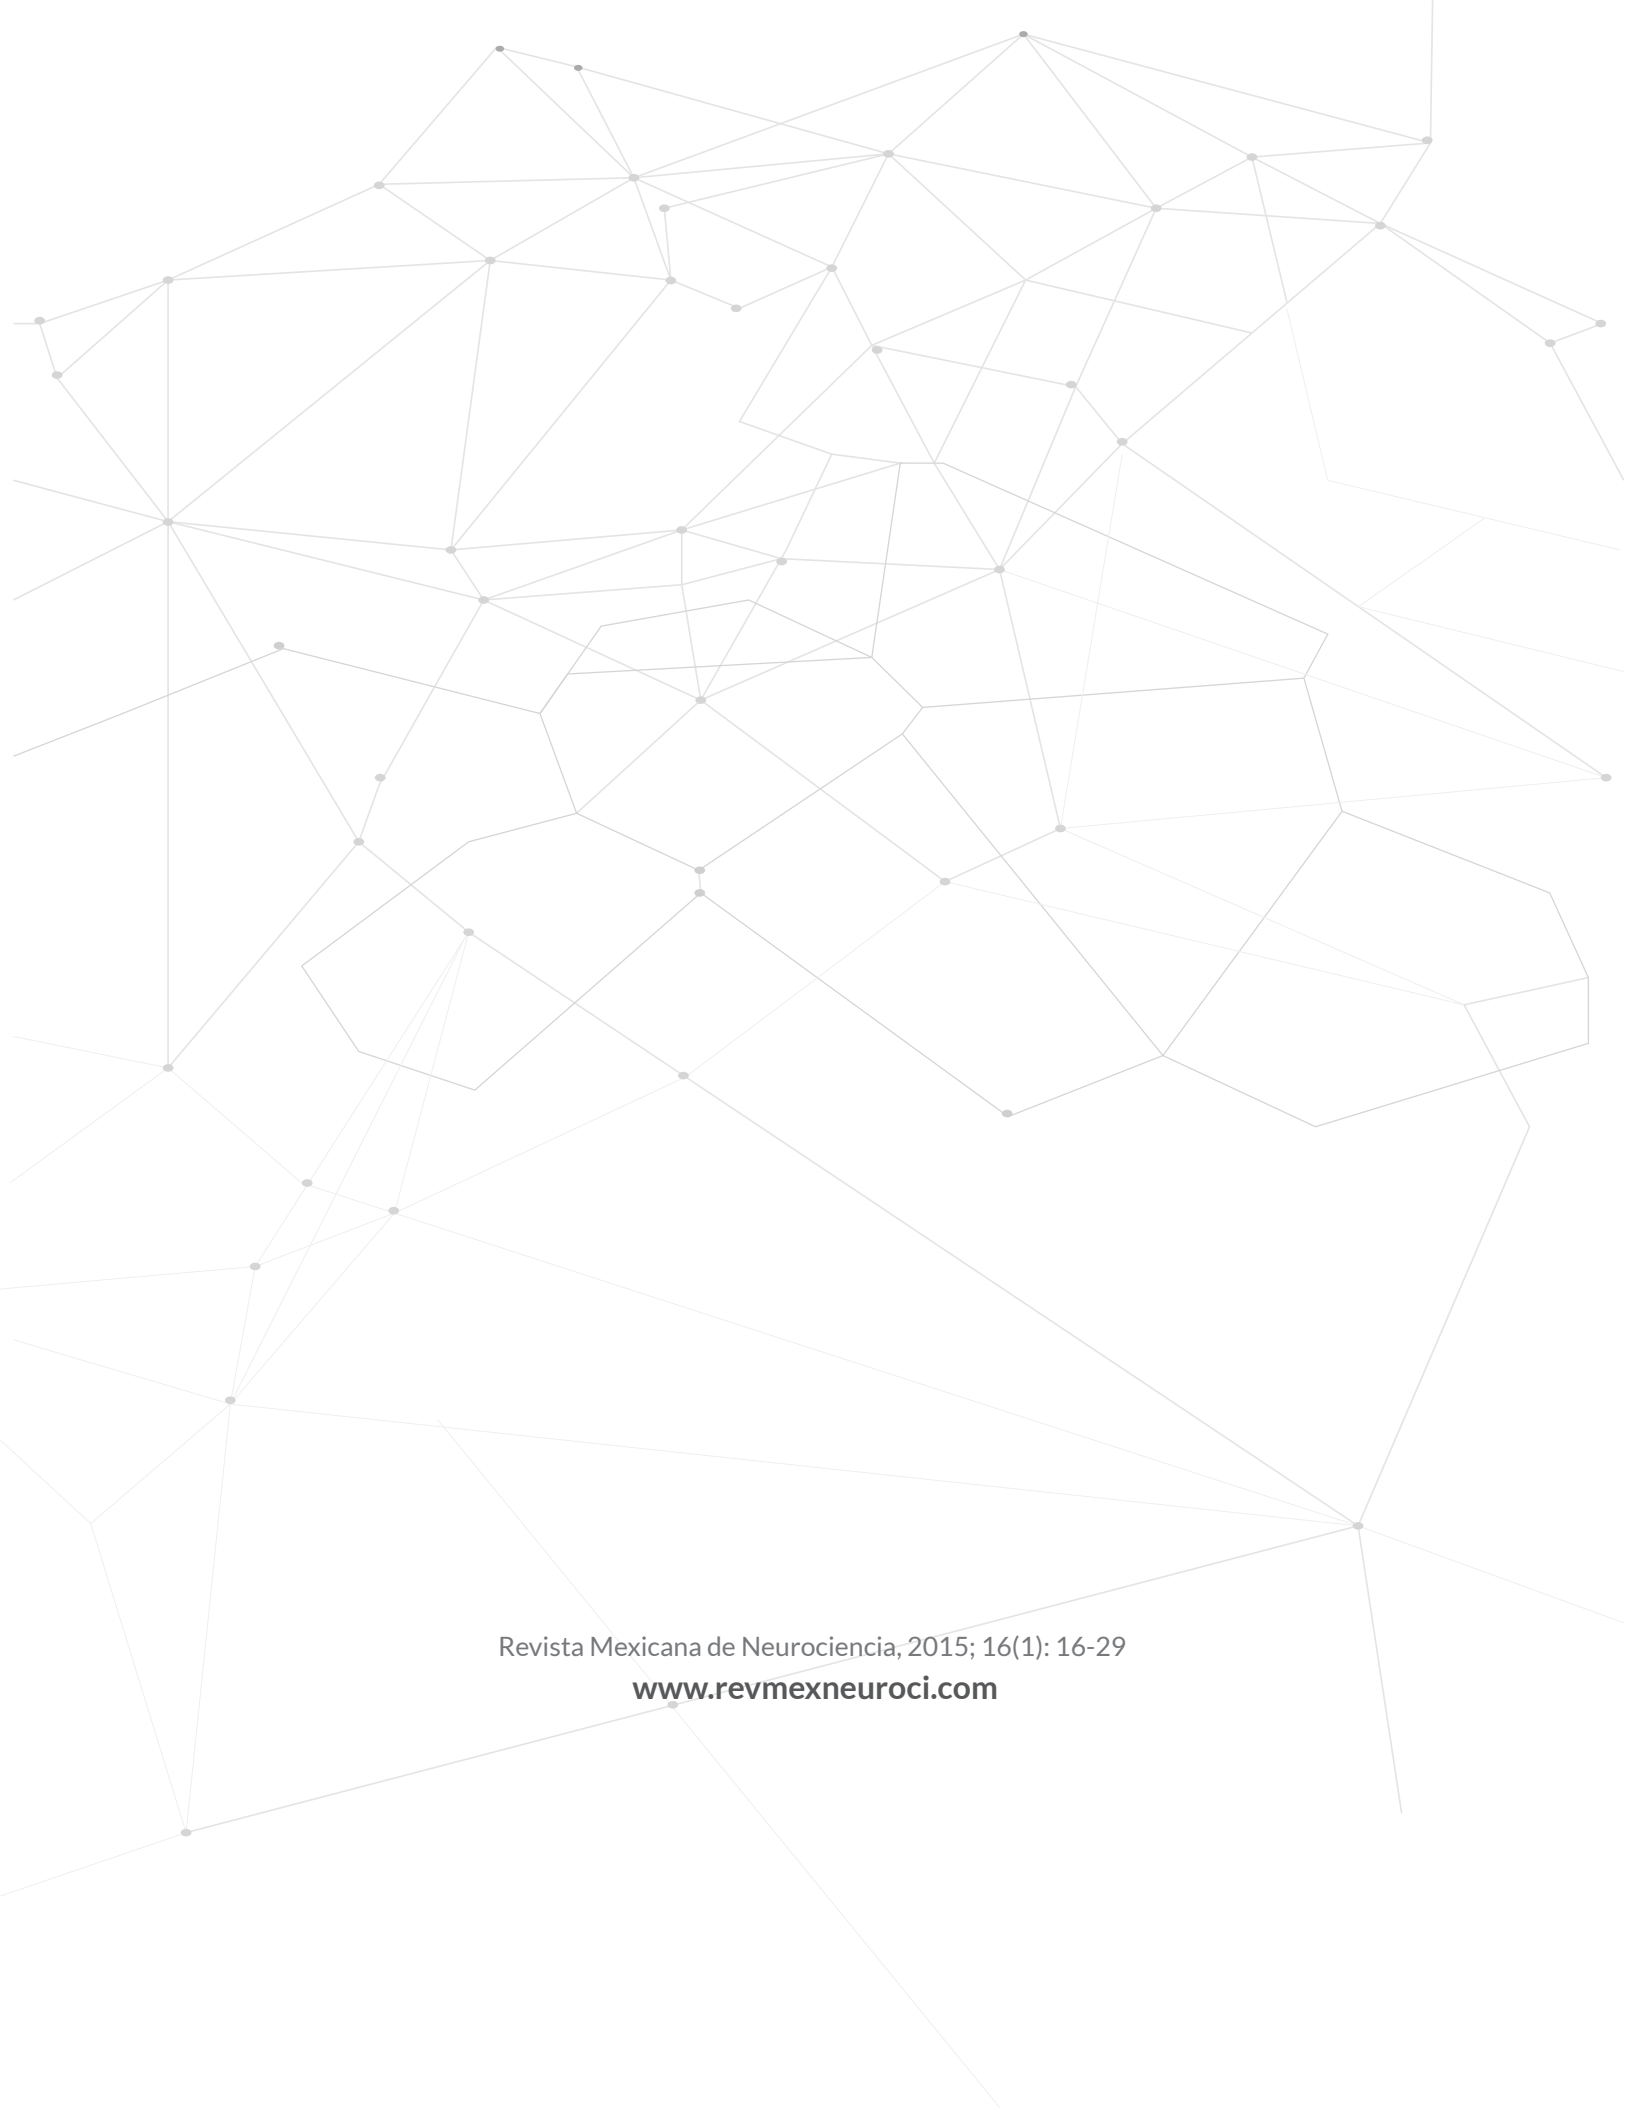 Revista Mexicana de Neurociencia, 2015; 16(1): 16-29
www.revmexneuroci.com